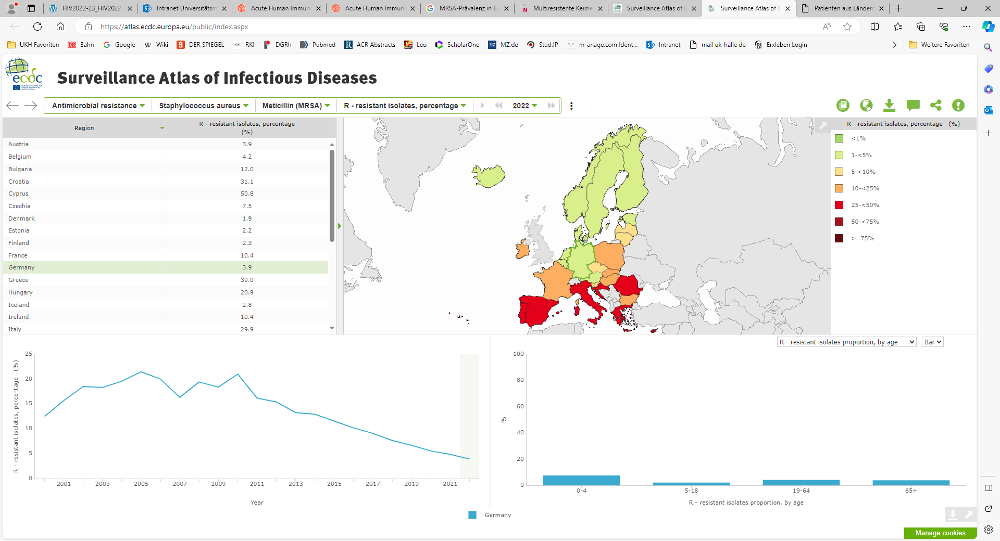 HIV2022-23_HIV2022-
Intranet Universitätsm
Acute Human Immun
Acute Human Immun
MRSA-Prävalenz in Eu
Multiresistente Keime
Surveillance Atlas of I
Surveillance Atlas of I
Patienten aus Ländern
https://atlas.ecdc.europa.eu/public/index.aspx
UKH Favoriten
DB Bahn
Google
W Wiki
DER SPIEGEL
RKI
DGRh
Pubmed
R ACR Abstracts
Leo
ScholarOne
MZ MZ.de
Stud.IP
m-anage.com Ident...
Intranet
mail uk-halle de
Erxleben Login
Weitere Favoriten
ecdc
EUROPEAN CENTRE FOR
DISEASE PREVENTION
AND CONTROL
Surveillance Atlas of Infectious Diseases
Antimicrobial resistance
Staphylococcus aureus
Meticillin (MRSA)
R - resistant isolates, percentage
2022
Region
R - resistant isolates, percentage
(%)
Austria 3.9
Belgium 4.2
Bulgaria 12.0
Croatia 31.1
Cyprus 50.8
Czechia 7.5
Denmark 1.9
Estonia 2.2
Finland 2.3
France 10.4
Germany 3.9
Greece 39.0
Hungary 20.9
Iceland 2.8
Ireland 10.4
Italy 29.9
R - resistant isolates, percentage (%)
<1%
1-<5%
5-<10%
10-<25%
25-<50%
50-<75%
>=75%
R - resistant isolates, percentage (%)
25
20
15
10
5
0
2001 2003 2005 2007 2009 2011 2013 2015 2017 2019 2021
Year
R - resistant isolates proportion, by age
Bar
%
100
80
60
40
20
0
0-4 5-18 19-64 65+
R - resistant isolates proportion, by age
Germany
Manage cookies